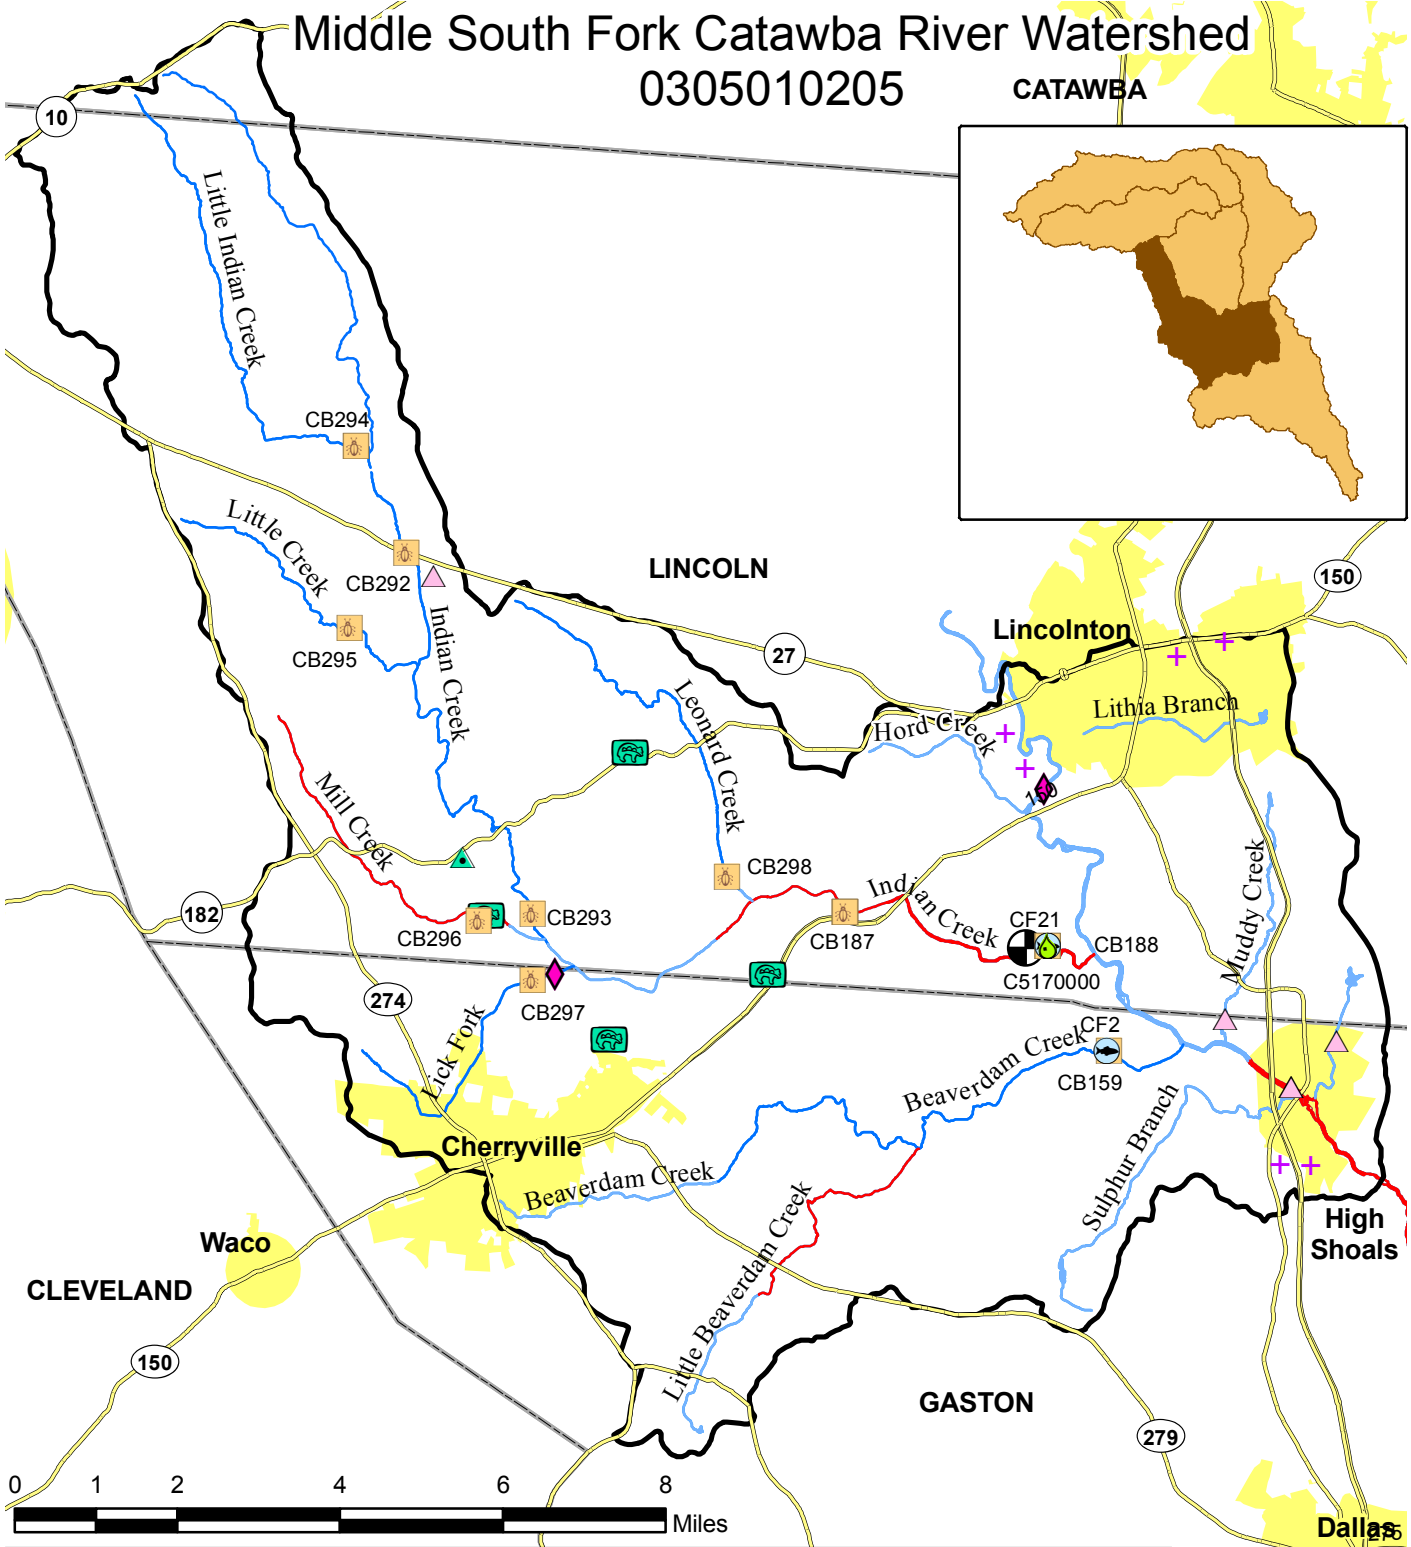 Middle South Fork Catawba River Watershed
0305010205
CATAWBA
10
Little Indian Creek
CB294
Little Creek
CB292
CB295
Indian Creek
LINCOLN
27
150
Lincolnton
Lithia Branch
Hord Creek
Leonard Creek
150
Mill Creek
Muddy Creek
CB298
182
CB296
CB293
Indian Creek
CB187
CF21
CB188
C5170000
274
CB297
Lick Fork
CF2
CB159
Beaverdam Creek
Cherryville
Beaverdam Creek
Sulphur Branch
Little Beaverdam Creek
Waco
CLEVELAND
High
Shoals
150
GASTON
279
0 1 2 4 6 8
Miles
Dallas
275